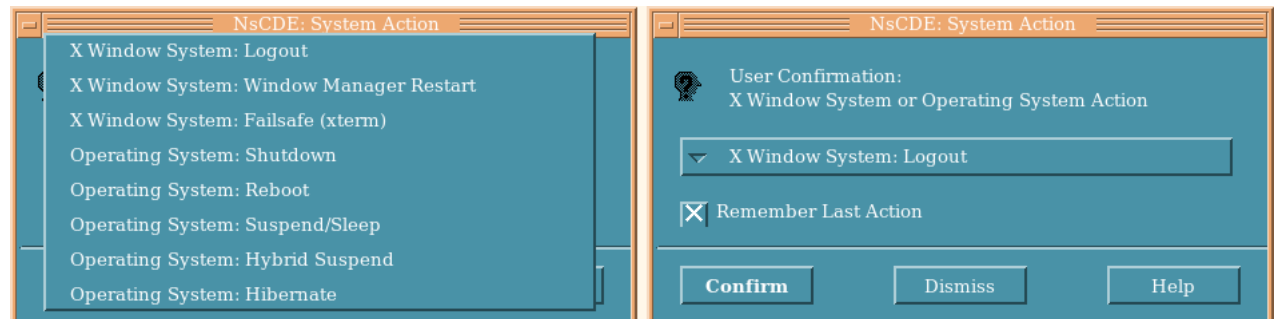 NsCDE: System Action
X Window System: Logout
X Window System: Window Manager Restart
X Window System: Failsafe (xterm)
Operating System: Shutdown
Operating System: Reboot
Operating System: Suspend/Sleep
Operating System: Hybrid Suspend
Operating System: Hibernate
NsCDE: System Action
User Confirmation:
X Window System or Operating System Action
X Window System: Logout
Remember Last Action
Confirm
Dismiss
Help